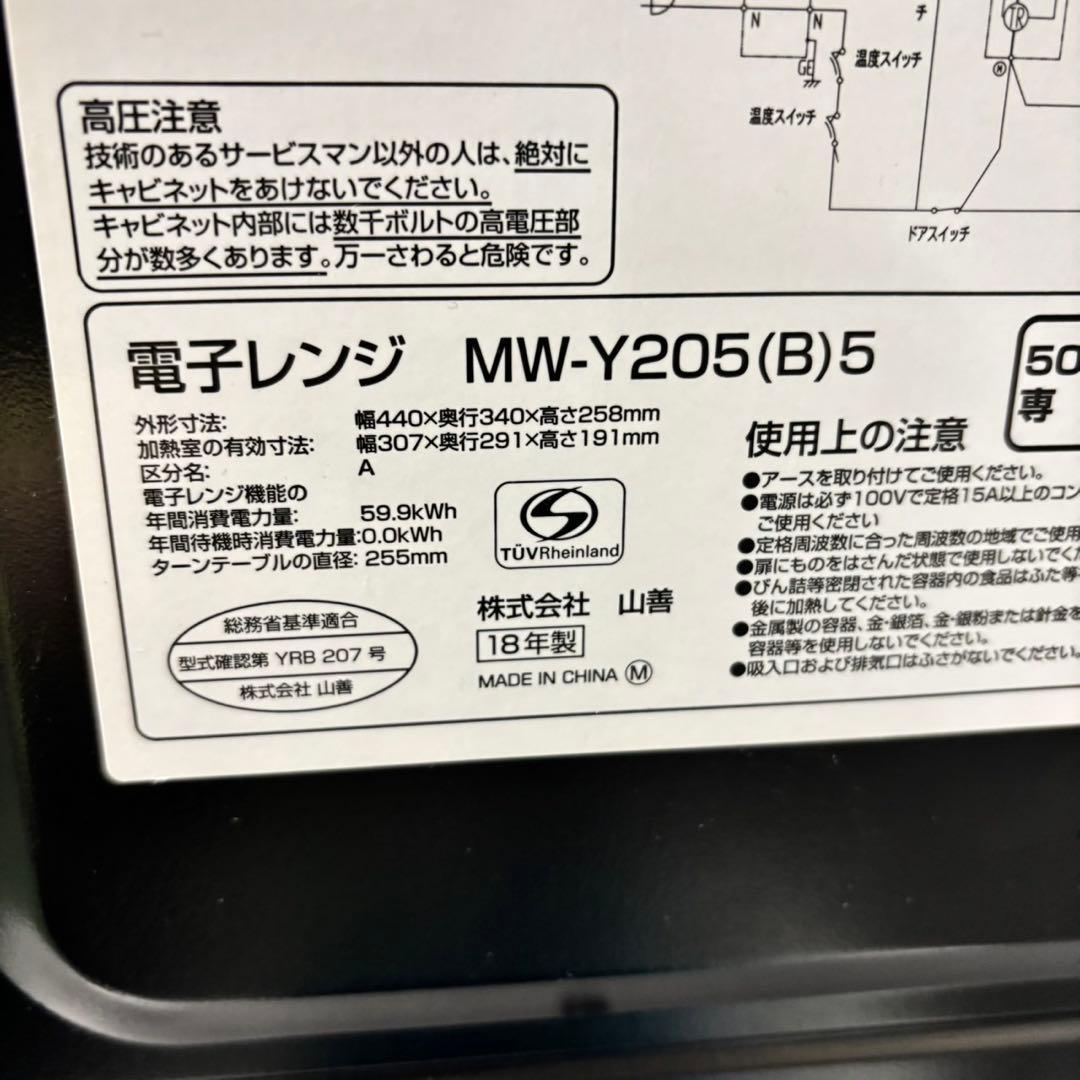 N
N
GE
温度スイッチ
温度スイッチ
チ
TR
M
ドアスイッチ
高圧注意
技術のあるサービスマン以外の人は、絶対に
キャビネットをあけないでください。
キャビネット内部には数千ボルトの高電圧部
分が数多くあります。万一さわると危険です。
電子レンジ MW-Y205(B)5
外形寸法: 幅440×奥行340×高さ258mm
加熱室の有効寸法: 幅307×奥行291×高さ191mm
区分名: A
電子レンジ機能の
年間消費電力量: 59.9kWh
年間待機時消費電力量:0.0kWh
ターンテーブルの直径: 255mm
TÜVRheinland
総務省基準適合
型式確認第 YRB 207 号
株式会社 山善
株式会社 山善
18年製
MADE IN CHINA M
50
専
使用上の注意
●アースを取り付けてご使用ください。
●電源は必ず100Vで定格15A以上のコン
ご使用ください
●定格周波数に合った周波数の地域でご使用
●扉にものをはさんだ状態で使用しないでくだ
●びん詰等密閉された容器内の食品はふた等
後に加熱してください。
●金属製の容器、金・銀箔、金・銀粉または針金を
容器等を使用しないでください。
●吸入口および排気口はふさがないでください。